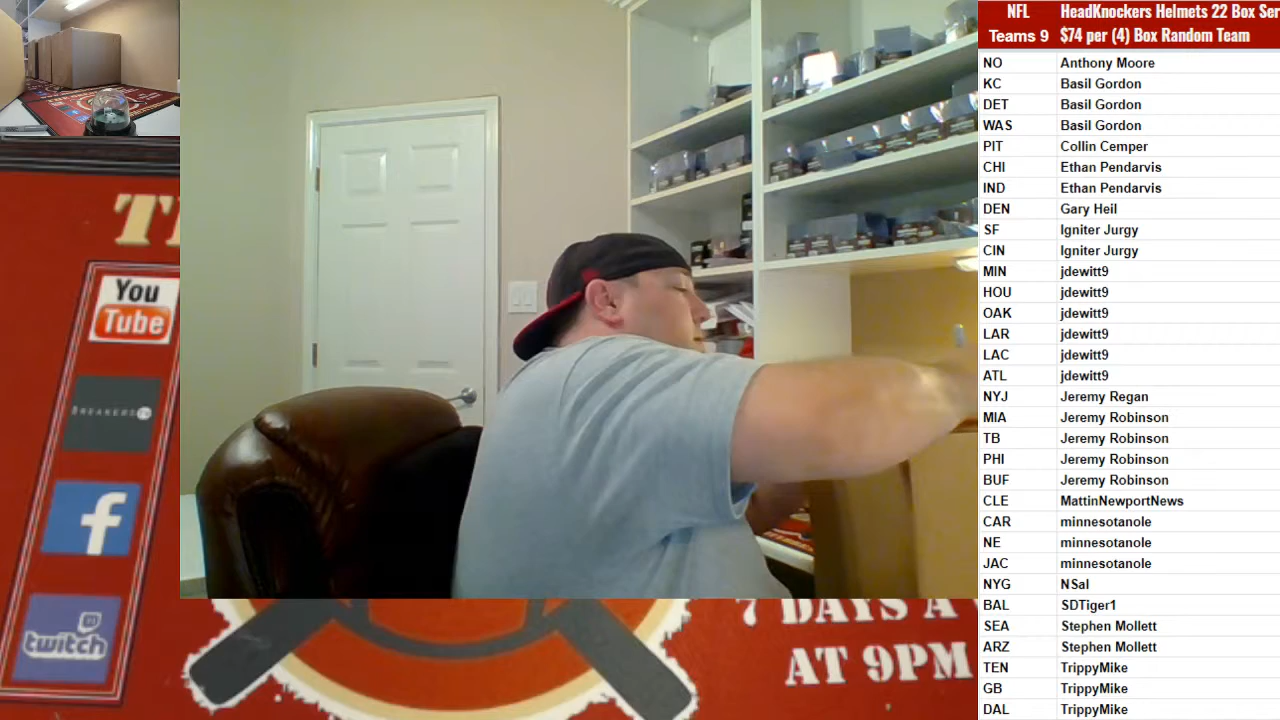 NFL HeadKnockers Helmets 22 Box Ser
Teams 9 $74 per (4) Box Random Team
NO Anthony Moore
KC Basil Gordon
DET Basil Gordon
WAS Basil Gordon
PIT Collin Cemper
CHI Ethan Pendarvis
IND Ethan Pendarvis
DEN Gary Heil
SF Igniter Jurgy
CIN Igniter Jurgy
MIN jdewitt9
HOU jdewitt9
OAK jdewitt9
LAR jdewitt9
LAC jdewitt9
ATL jdewitt9
NYJ Jeremy Regan
MIA Jeremy Robinson
TB Jeremy Robinson
PHI Jeremy Robinson
BUF Jeremy Robinson
CLE MattinNewportNews
CAR minnesotanole
NE minnesotanole
JAC minnesotanole
NYG NSal
BAL SDTiger1
SEA Stephen Mollett
ARZ Stephen Mollett
TEN TrippyMike
GB TrippyMike
DAL TrippyMike
You
Tube
BREAKERS TV
f
twitch
7 DAYS A
AT 9PM